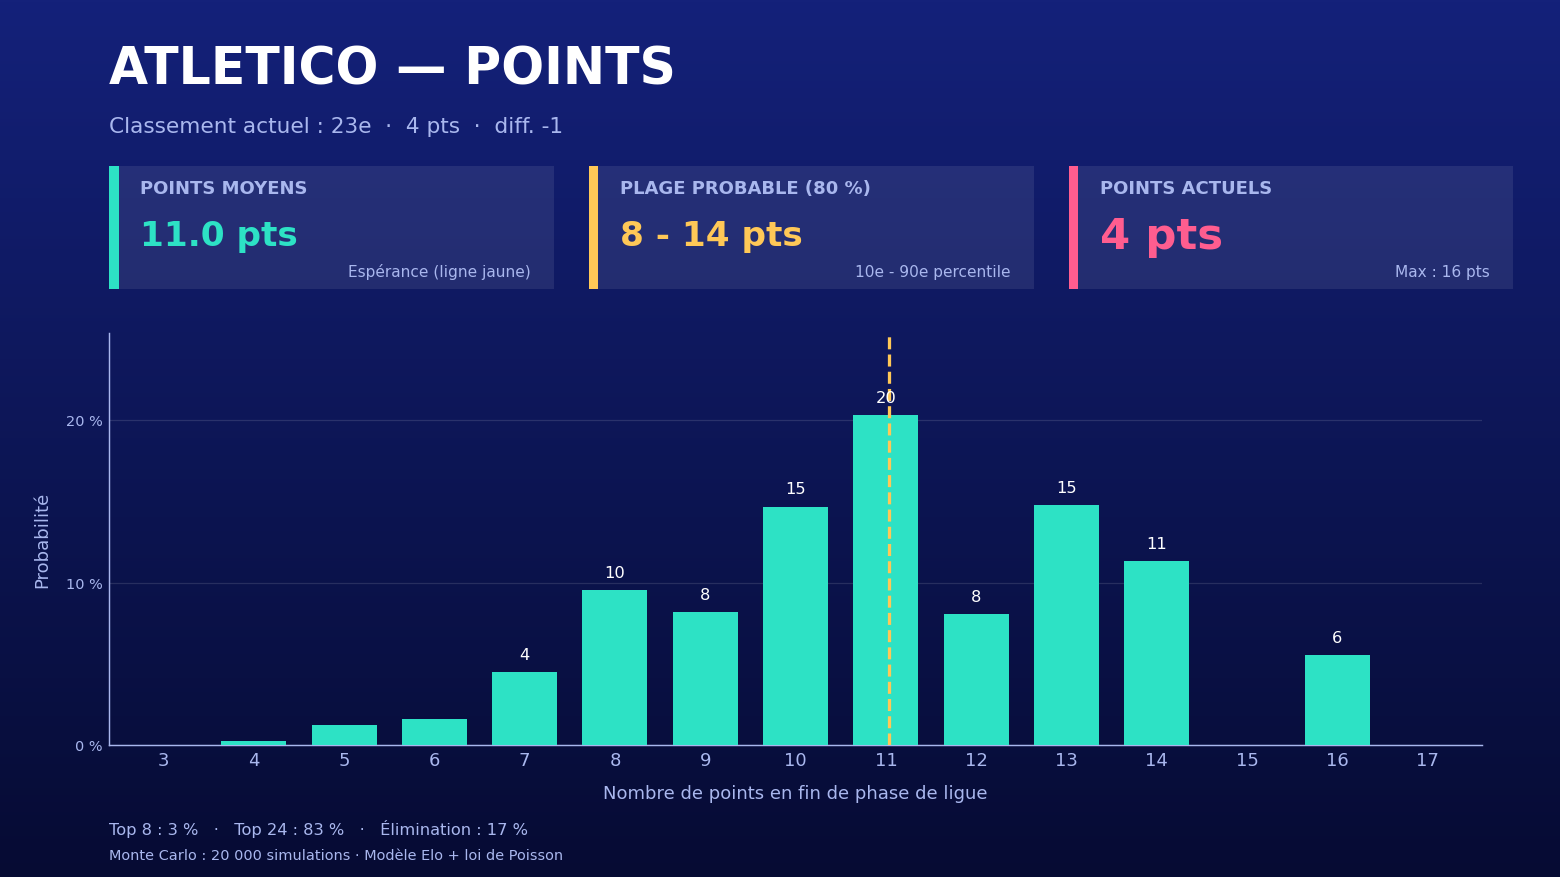 ATLETICO — POINTS
Classement actuel : 23e · 4 pts · diff. -1
POINTS MOYENS
11.0 pts
Espérance (ligne jaune)
PLAGE PROBABLE (80 %)
8 - 14 pts
10e - 90e percentile
POINTS ACTUELS
4 pts
Max : 16 pts
Probabilité
20 %
10 %
0 %
4
10
8
15
20
8
15
11
6
3 4 5 6 7 8 9 10 11 12 13 14 15 16 17
Nombre de points en fin de phase de ligue
Top 8 : 3 % · Top 24 : 83 % · Élimination : 17 %
Monte Carlo : 20 000 simulations · Modèle Elo + loi de Poisson